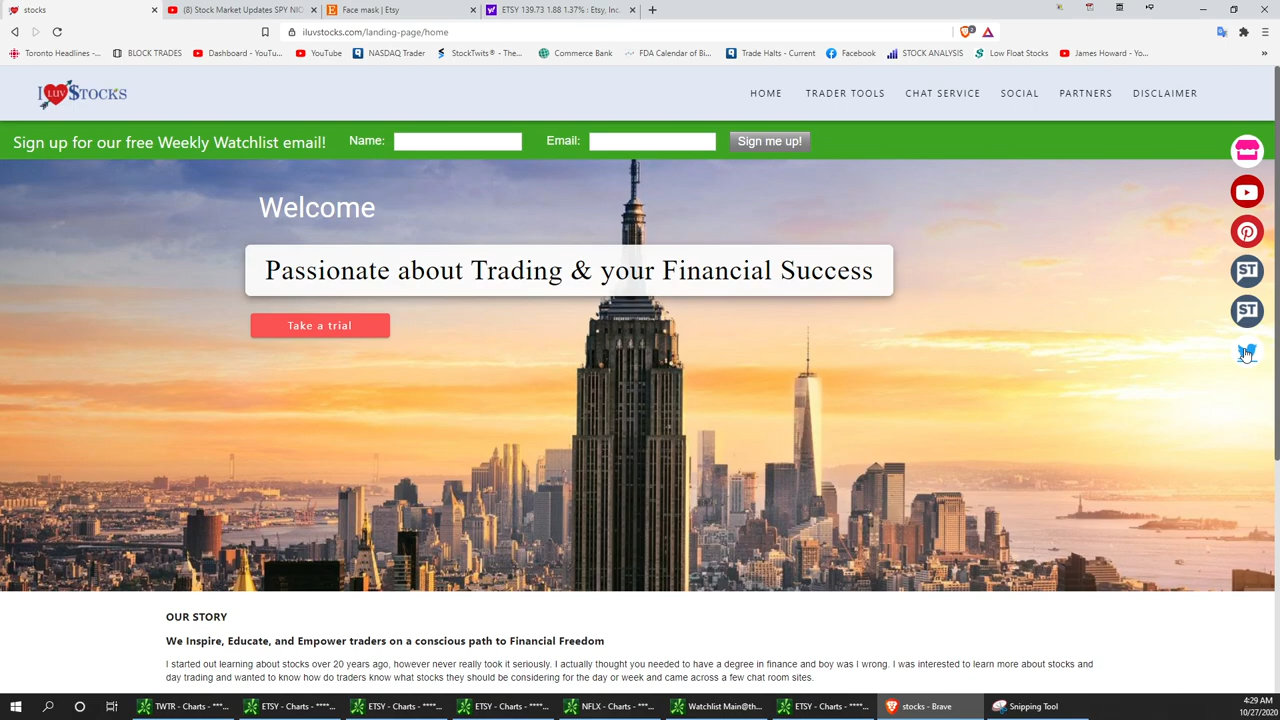 stocks
(8) Stock Market Updates SPY NIO
Face mask | Etsy
ETSY 139.73 1.88 1.37% : Etsy, Inc.
iluvstocks.com/landing-page/home
Toronto Headlines -...
BLOCK TRADES
Dashboard - YouTu...
YouTube
NASDAQ Trader
StockTwits® - The...
Commerce Bank
FDA Calendar of Bi...
Trade Halts - Current
Facebook
STOCK ANALYSIS
Low Float Stocks
James Howard - Yo...
I LUV $TOCKS
HOME
TRADER TOOLS
CHAT SERVICE
SOCIAL
PARTNERS
DISCLAIMER
Sign up for our free Weekly Watchlist email!
Name:
Email:
Sign me up!
Welcome
Passionate about Trading & your Financial Success
Take a trial
ST
ST
OUR STORY
We Inspire, Educate, and Empower traders on a conscious path to Financial Freedom
I started out learning about stocks over 20 years ago, however never really took it seriously. I actually thought you needed to have a degree in finance and boy was I wrong. I was interested to learn more about stocks and
day trading and wanted to know how do traders know what stocks they should be considering for the day or week and came across a few chat room sites.
TWTR - Charts - ****...
ETSY - Charts - ****...
ETSY - Charts - ****...
ETSY - Charts - ****...
NFLX - Charts - ****...
Watchlist Main@th...
ETSY - Charts - ****...
stocks - Brave
Snipping Tool
4:29 AM
10/27/2020